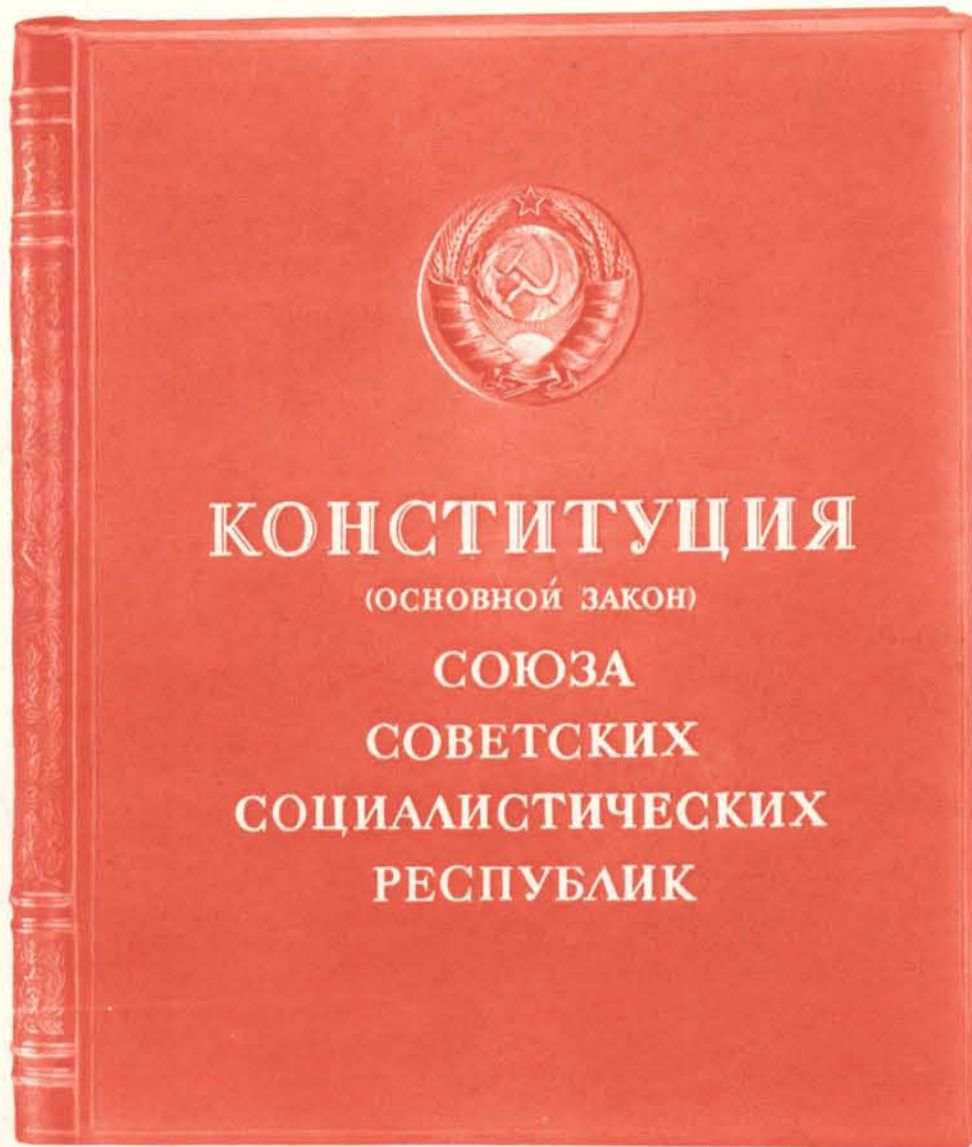 КОНСТИТУЦИЯ
(ОСНОВНОЙ ЗАКОН)
СОЮЗА
СОВЕТСКИХ
СОЦИАЛИСТИЧЕСКИХ
РЕСПУБЛИК